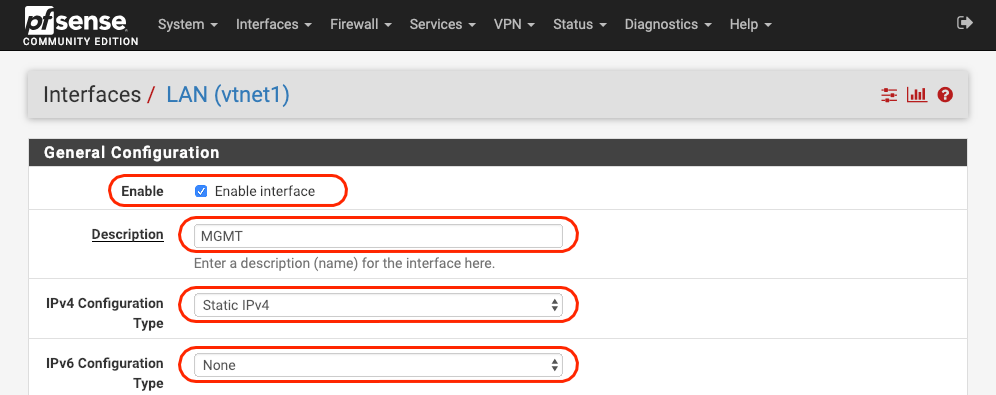 pfsense
COMMUNITY EDITION
System Interfaces Firewall Services VPN Status Diagnostics Help
Interfaces / LAN (vtnet1)
General Configuration
Enable Enable interface
Description MGMT
Enter a description (name) for the interface here.
IPv4 Configuration Type Static IPv4
IPv6 Configuration Type None